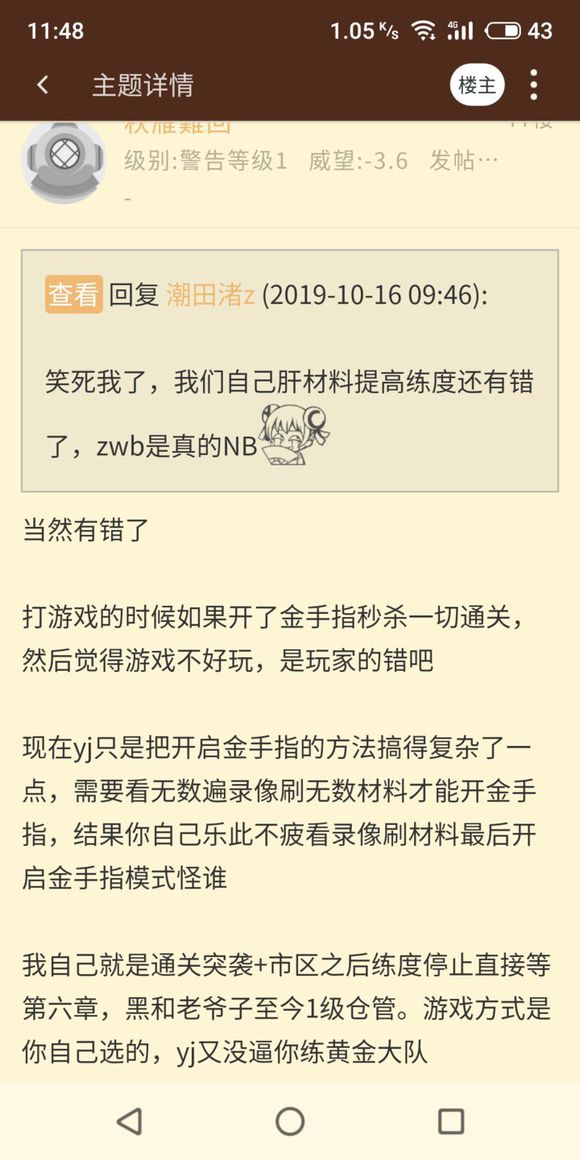 11:48
1.05 K/s
4G
43
主题详情
楼主
级别:警告等级1 威望:-3.6 发帖…
-
查看 回复 潮田渚z (2019-10-16 09:46):
笑死我了，我们自己肝材料提高练度还有错
了，zwb是真的NB
当然有错了
打游戏的时候如果开了金手指秒杀一切通关，
然后觉得游戏不好玩，是玩家的错吧
现在yj只是把开启金手指的方法搞得复杂了一
点，需要看无数遍录像刷无数材料才能开金手
指，结果你自己乐此不疲看录像刷材料最后开
启金手指模式怪谁
我自己就是通关突袭+市区之后练度停止直接等
第六章，黑和老爷子至今1级仓管。游戏方式是
你自己选的，yj又没逼你练黄金大队